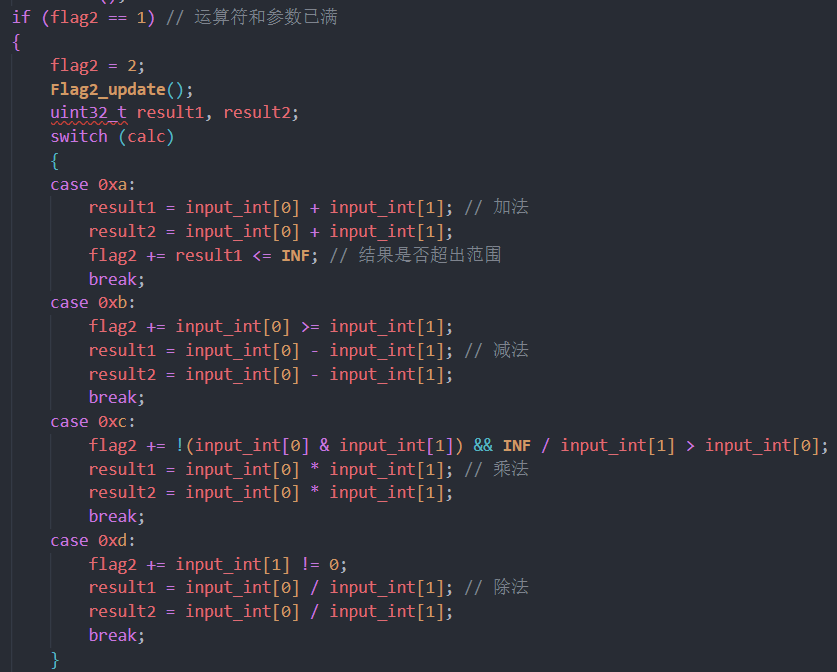 if (flag2 == 1) // 运算符和参数已满
{
    flag2 = 2;
    Flag2_update();
    uint32_t result1, result2;
    switch (calc)
    {
    case 0xa:
        result1 = input_int[0] + input_int[1]; // 加法
        result2 = input_int[0] + input_int[1];
        flag2 += result1 <= INF; // 结果是否超出范围
        break;
    case 0xb:
        flag2 += input_int[0] >= input_int[1];
        result1 = input_int[0] - input_int[1]; // 减法
        result2 = input_int[0] - input_int[1];
        break;
    case 0xc:
        flag2 += !(input_int[0] & input_int[1]) && INF / input_int[1] > input_int[0];
        result1 = input_int[0] * input_int[1]; // 乘法
        result2 = input_int[0] * input_int[1];
        break;
    case 0xd:
        flag2 += input_int[1] != 0;
        result1 = input_int[0] / input_int[1]; // 除法
        result2 = input_int[0] / input_int[1];
        break;
    }